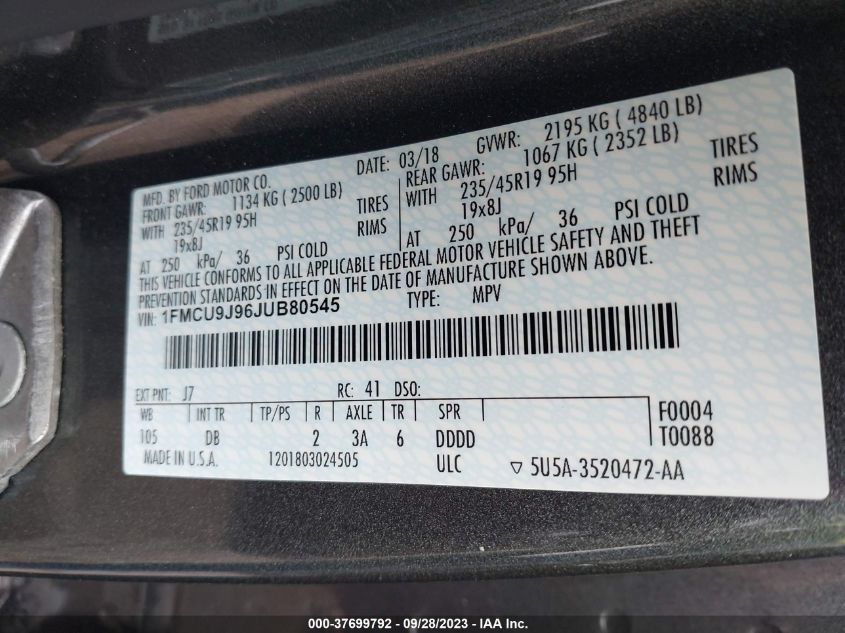 MFD. BY FORD MOTOR CO. DATE: 03/18 GVWR: 2195 KG ( 4840 LB)
FRONT GAWR: 1134 KG ( 2500 LB) REAR GAWR: 1067 KG ( 2352 LB)
WITH 235/45R19 95H TIRES WITH 235/45R19 95H TIRES
19x8J RIMS 19x8J RIMS
AT 250 kPa/ 36 PSI COLD AT 250 kPa/ 36 PSI COLD
THIS VEHICLE CONFORMS TO ALL APPLICABLE FEDERAL MOTOR VEHICLE SAFETY AND THEFT
PREVENTION STANDARDS IN EFFECT ON THE DATE OF MANUFACTURE SHOWN ABOVE.
VIN: 1FMCU9J96JUB80545 TYPE: MPV
EXT PNT: J7 RC: 41 DSO:
WB INT TR TP/PS R AXLE TR SPR F0004
105 DB 2 3A 6 DDDD T0088
MADE IN U.S.A. 1201803024505 ULC ▽ 5U5A-3520472-AA
000-37699792 - 09/28/2023 - IAA Inc.